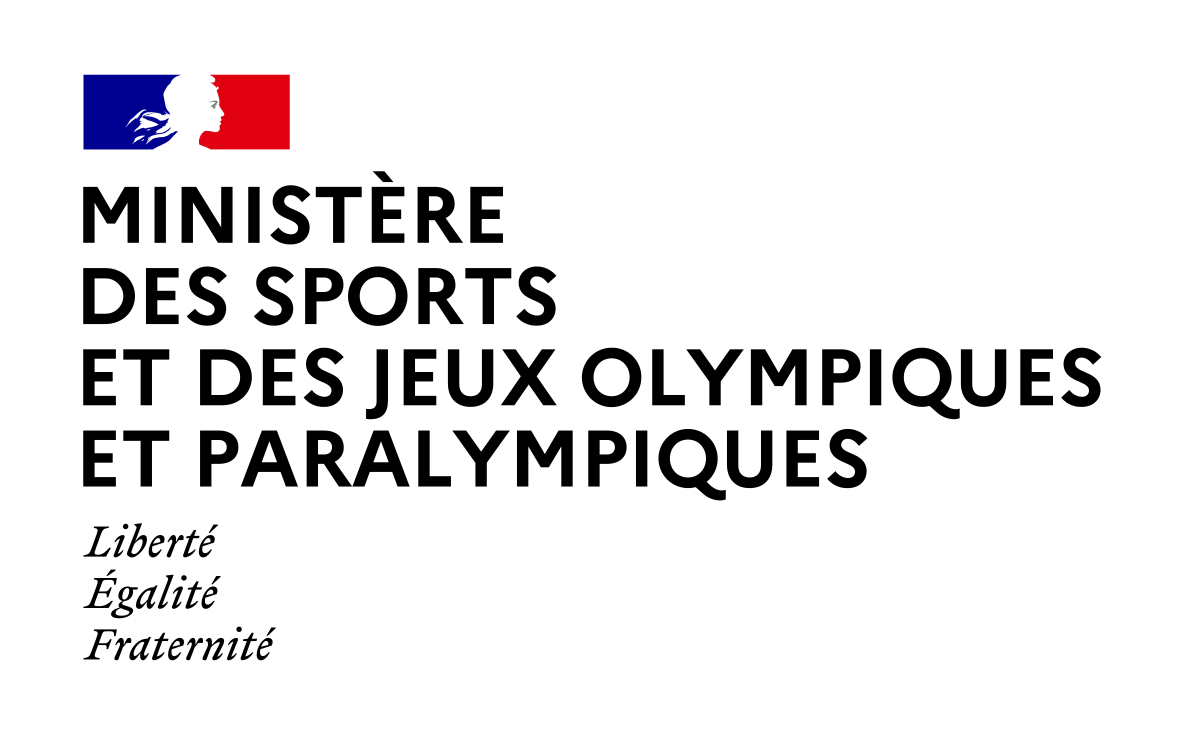 MINISTÈRE
DES SPORTS
ET DES JEUX OLYMPIQUES
ET PARALYMPIQUES
Liberté
Égalité
Fraternité